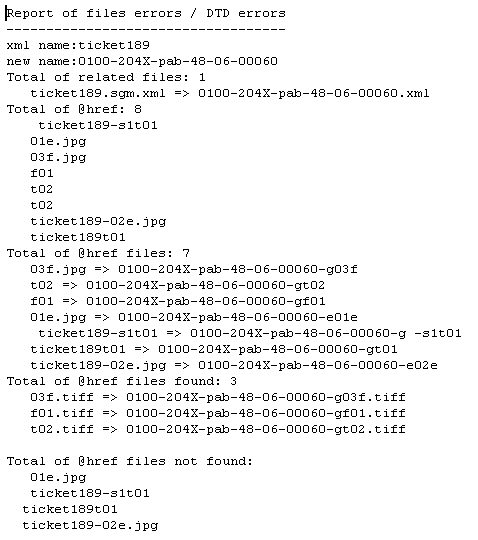 Report of files errors / DTD errors
-----------------------------------
xml name:ticket189
new name:0100-204X-pab-48-06-00060
Total of related files: 1
   ticket189.sgm.xml => 0100-204X-pab-48-06-00060.xml
Total of @href: 8
    ticket189-s1t01
   01e.jpg
   03f.jpg
   f01
   t02
   t02
   ticket189-02e.jpg
   ticket189t01
Total of @href files: 7
   03f.jpg => 0100-204X-pab-48-06-00060-g03f
   t02 => 0100-204X-pab-48-06-00060-gt02
   f01 => 0100-204X-pab-48-06-00060-gf01
   01e.jpg => 0100-204X-pab-48-06-00060-e01e
    ticket189-s1t01 => 0100-204X-pab-48-06-00060-g -s1t01
   ticket189t01 => 0100-204X-pab-48-06-00060-gt01
   ticket189-02e.jpg => 0100-204X-pab-48-06-00060-e02e
Total of @href files found: 3
   03f.tiff => 0100-204X-pab-48-06-00060-g03f.tiff
   f01.tiff => 0100-204X-pab-48-06-00060-gf01.tiff
   t02.tiff => 0100-204X-pab-48-06-00060-gt02.tiff

Total of @href files not found:
   01e.jpg
   ticket189-s1t01
  ticket189t01
  ticket189-02e.jpg